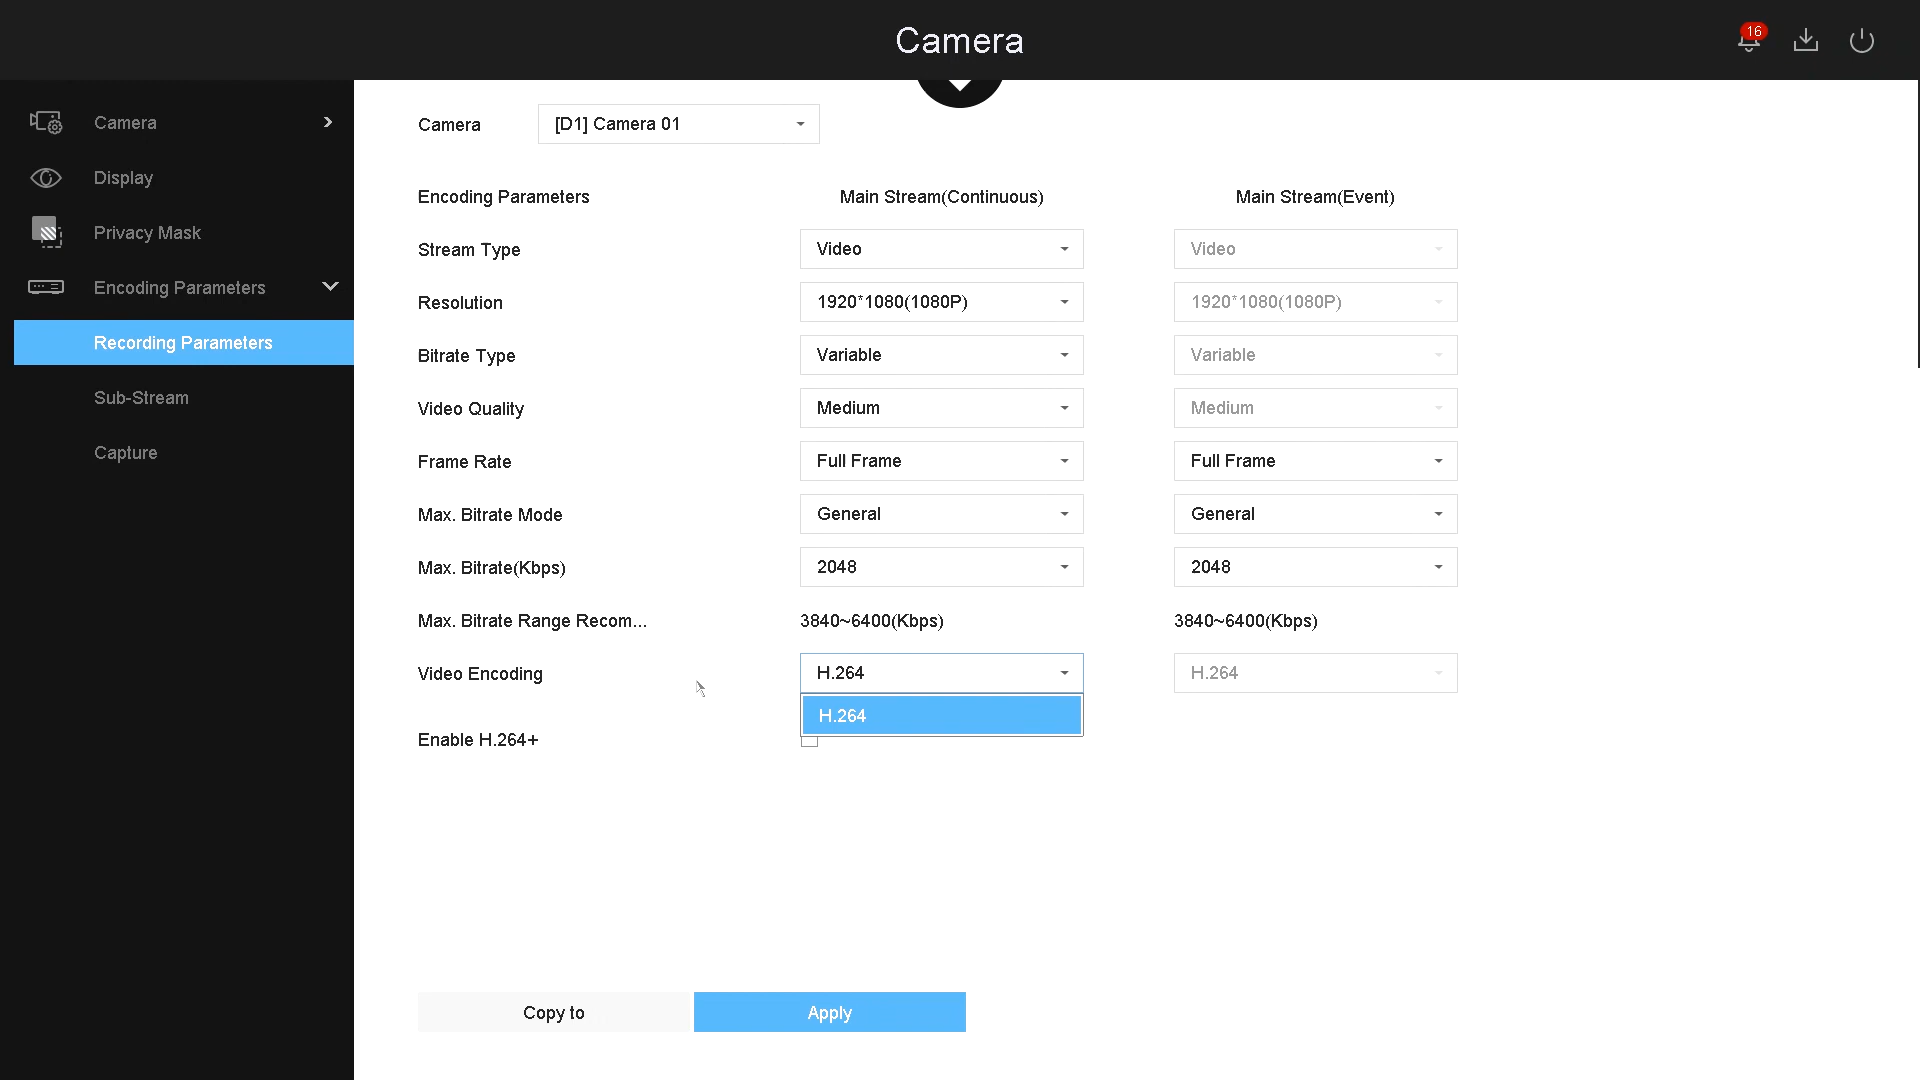 Camera
16
Camera
Display
Privacy Mask
Encoding Parameters
Recording Parameters
Sub-Stream
Capture
Camera [D1] Camera 01
Encoding Parameters Main Stream(Continuous) Main Stream(Event)
Stream Type Video Video
Resolution 1920*1080(1080P) 1920*1080(1080P)
Bitrate Type Variable Variable
Video Quality Medium Medium
Frame Rate Full Frame Full Frame
Max. Bitrate Mode General General
Max. Bitrate(Kbps) 2048 2048
Max. Bitrate Range Recom... 3840~6400(Kbps) 3840~6400(Kbps)
Video Encoding H.264 H.264
H.264
Enable H.264+
Copy to Apply